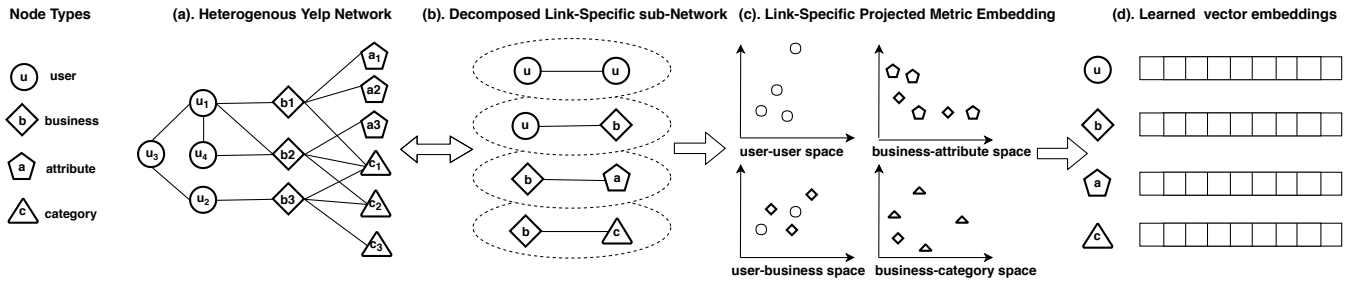 Node Types
(a). Heterogenous Yelp Network
(b). Decomposed Link-Specific sub-Network
(c). Link-Specific Projected Metric Embedding
(d). Learned vector embeddings
u user
b business
a attribute
c category
u₃
u₁
u₄
u₂
b1
b2
b3
a₁
a2
a3
c₁
c₂
c₃
u u
u b
b a
b c
user-user space
business-attribute space
user-business space
business-category space
u
b
a
c